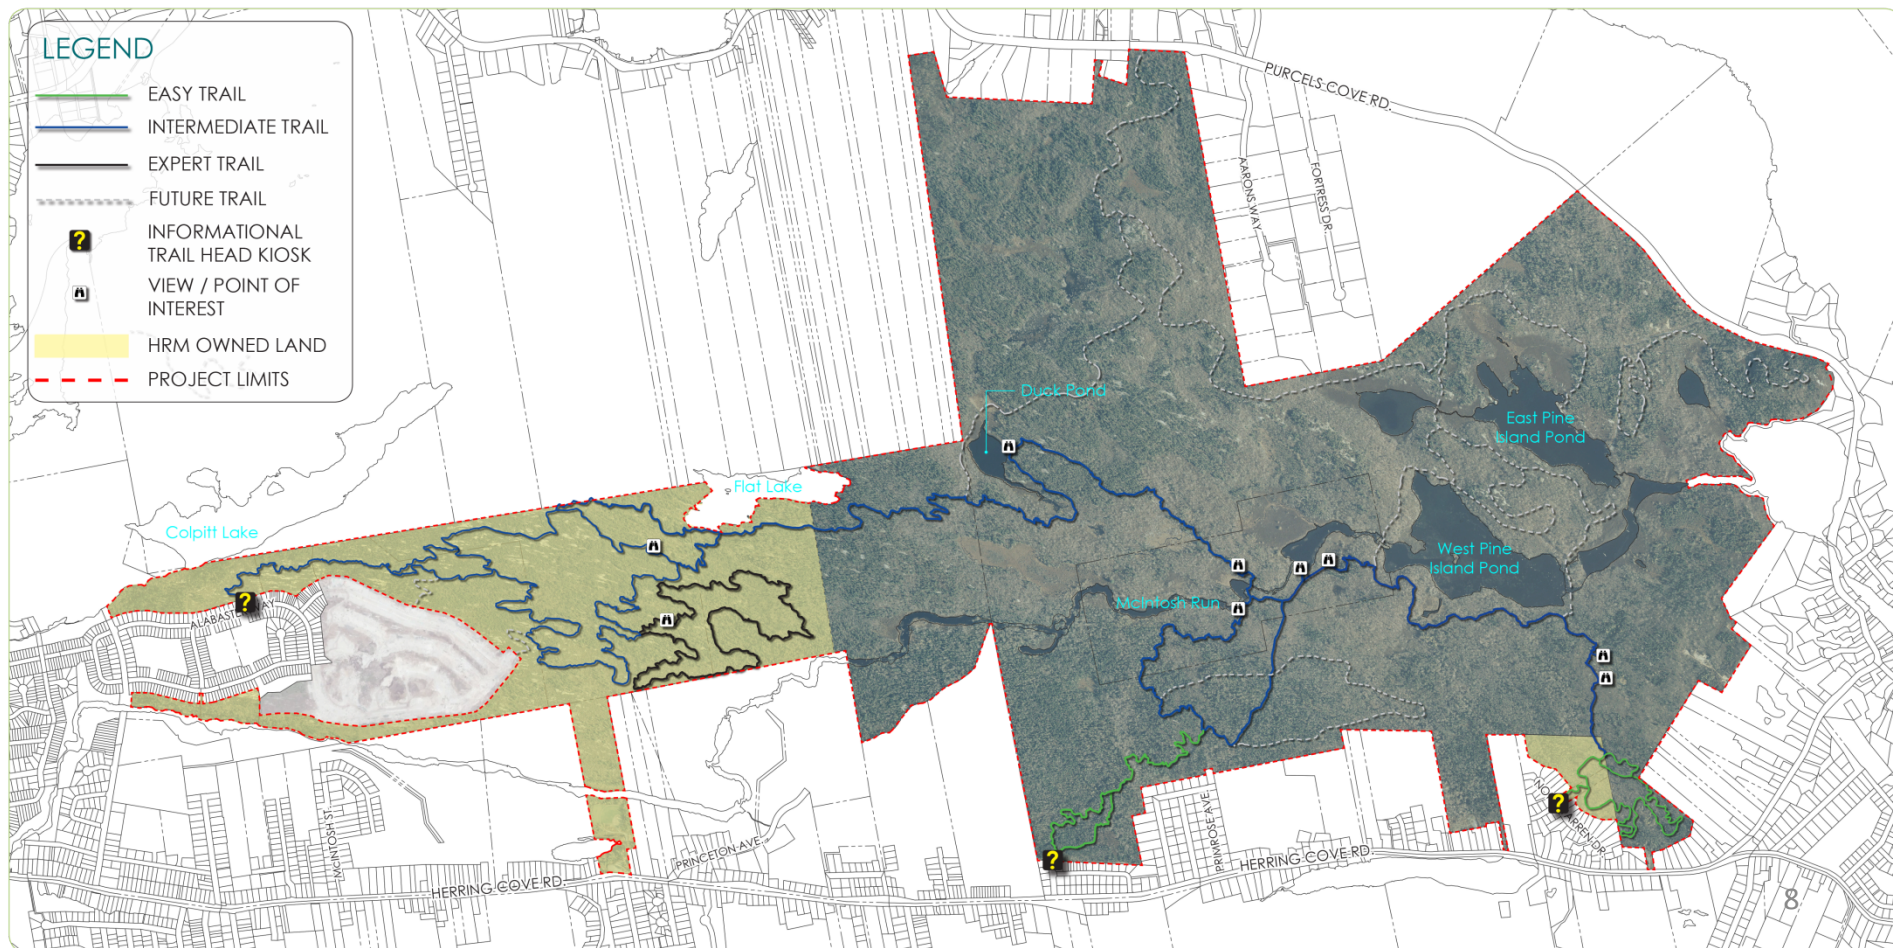 LEGEND
EASY TRAIL
INTERMEDIATE TRAIL
EXPERT TRAIL
FUTURE TRAIL
?
INFORMATIONAL
TRAIL HEAD KIOSK
VIEW / POINT OF
INTEREST
HRM OWNED LAND
PROJECT LIMITS
PURCELS COVE RD.
AARONS WAY
FORTRESS DR.
Duck Pond
East Pine
Island Pond
Flat Lake
Colpitt Lake
West Pine
Island Pond
McIntosh Run
?
?
?
MCINTOSH ST.
PRINCETON AVE.
PRIMROSE AVE.
HERRING COVE RD.
HERRING COVE RD.
8